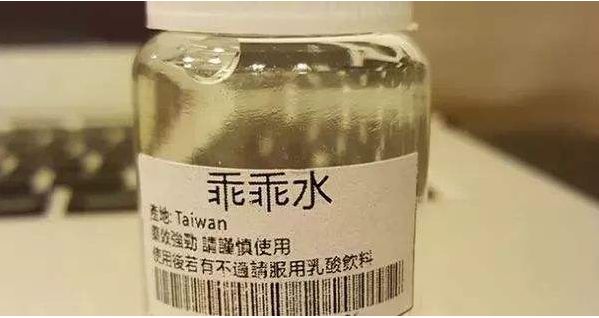 乖乖水
產地: Taiwan
藥效強勁 請謹慎使用
使用後若有不適請服用乳酸飲料